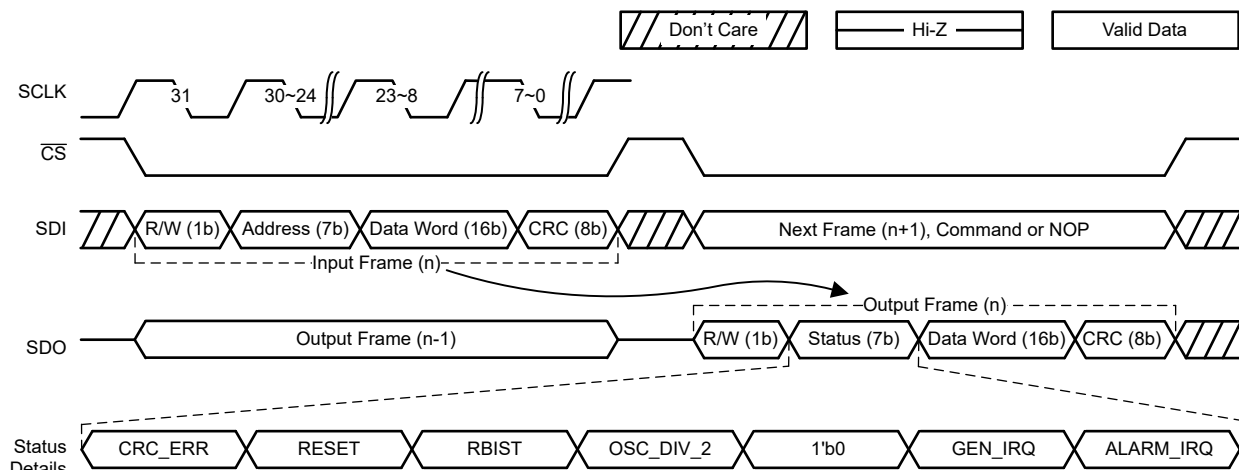 Don't Care Hi-Z Valid Data
SCLK 31 30~24 23~8 7~0
CS
SDI R/W (1b) Address (7b) Data Word (16b) CRC (8b) Next Frame (n+1), Command or NOP
Input Frame (n)
Output Frame (n)
SDO Output Frame (n-1) R/W (1b) Status (7b) Data Word (16b) CRC (8b)
Status CRC_ERR RESET RBIST OSC_DIV_2 1'b0 GEN_IRQ ALARM_IRQ
Details